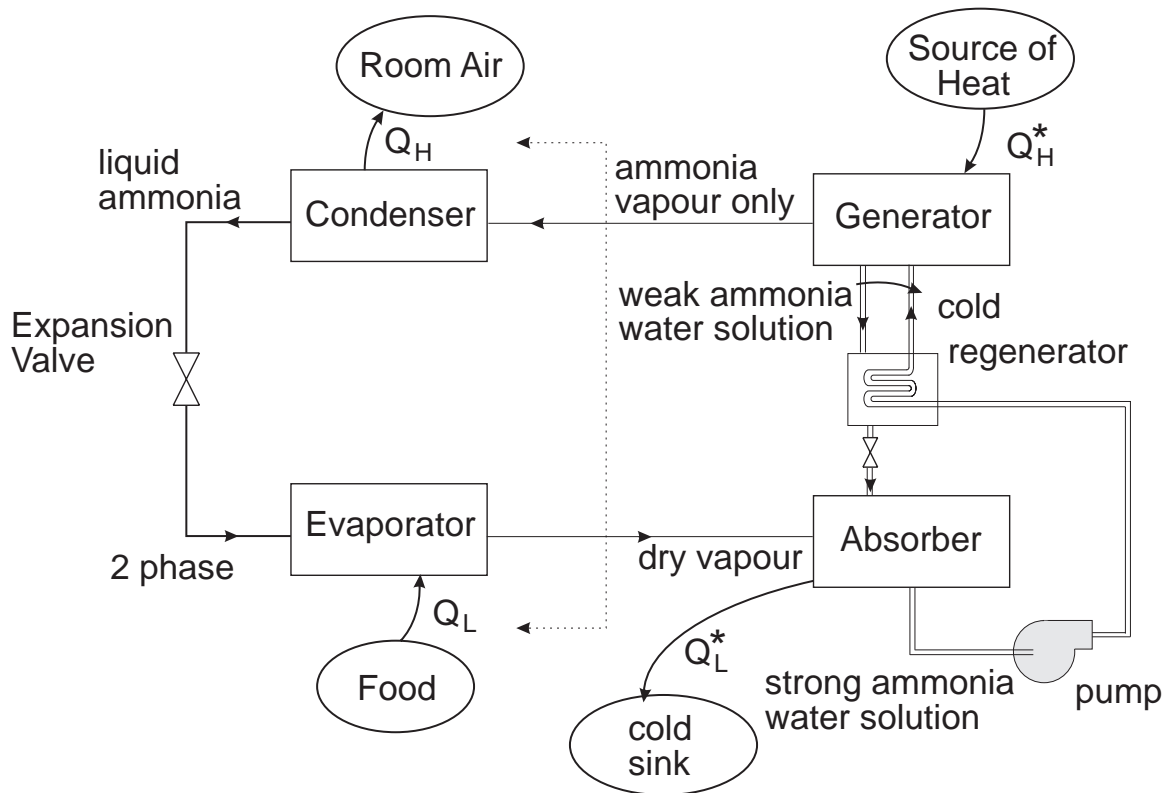 Room Air
Source of
Heat
Q_H
Q*_H
liquid
ammonia
Condenser
ammonia
vapour only
Generator
weak ammonia
water solution
cold
regenerator
Expansion
Valve
Evaporator
Absorber
2 phase
dry vapour
Q_L
Q*_L
Food
strong ammonia
water solution
pump
cold
sink